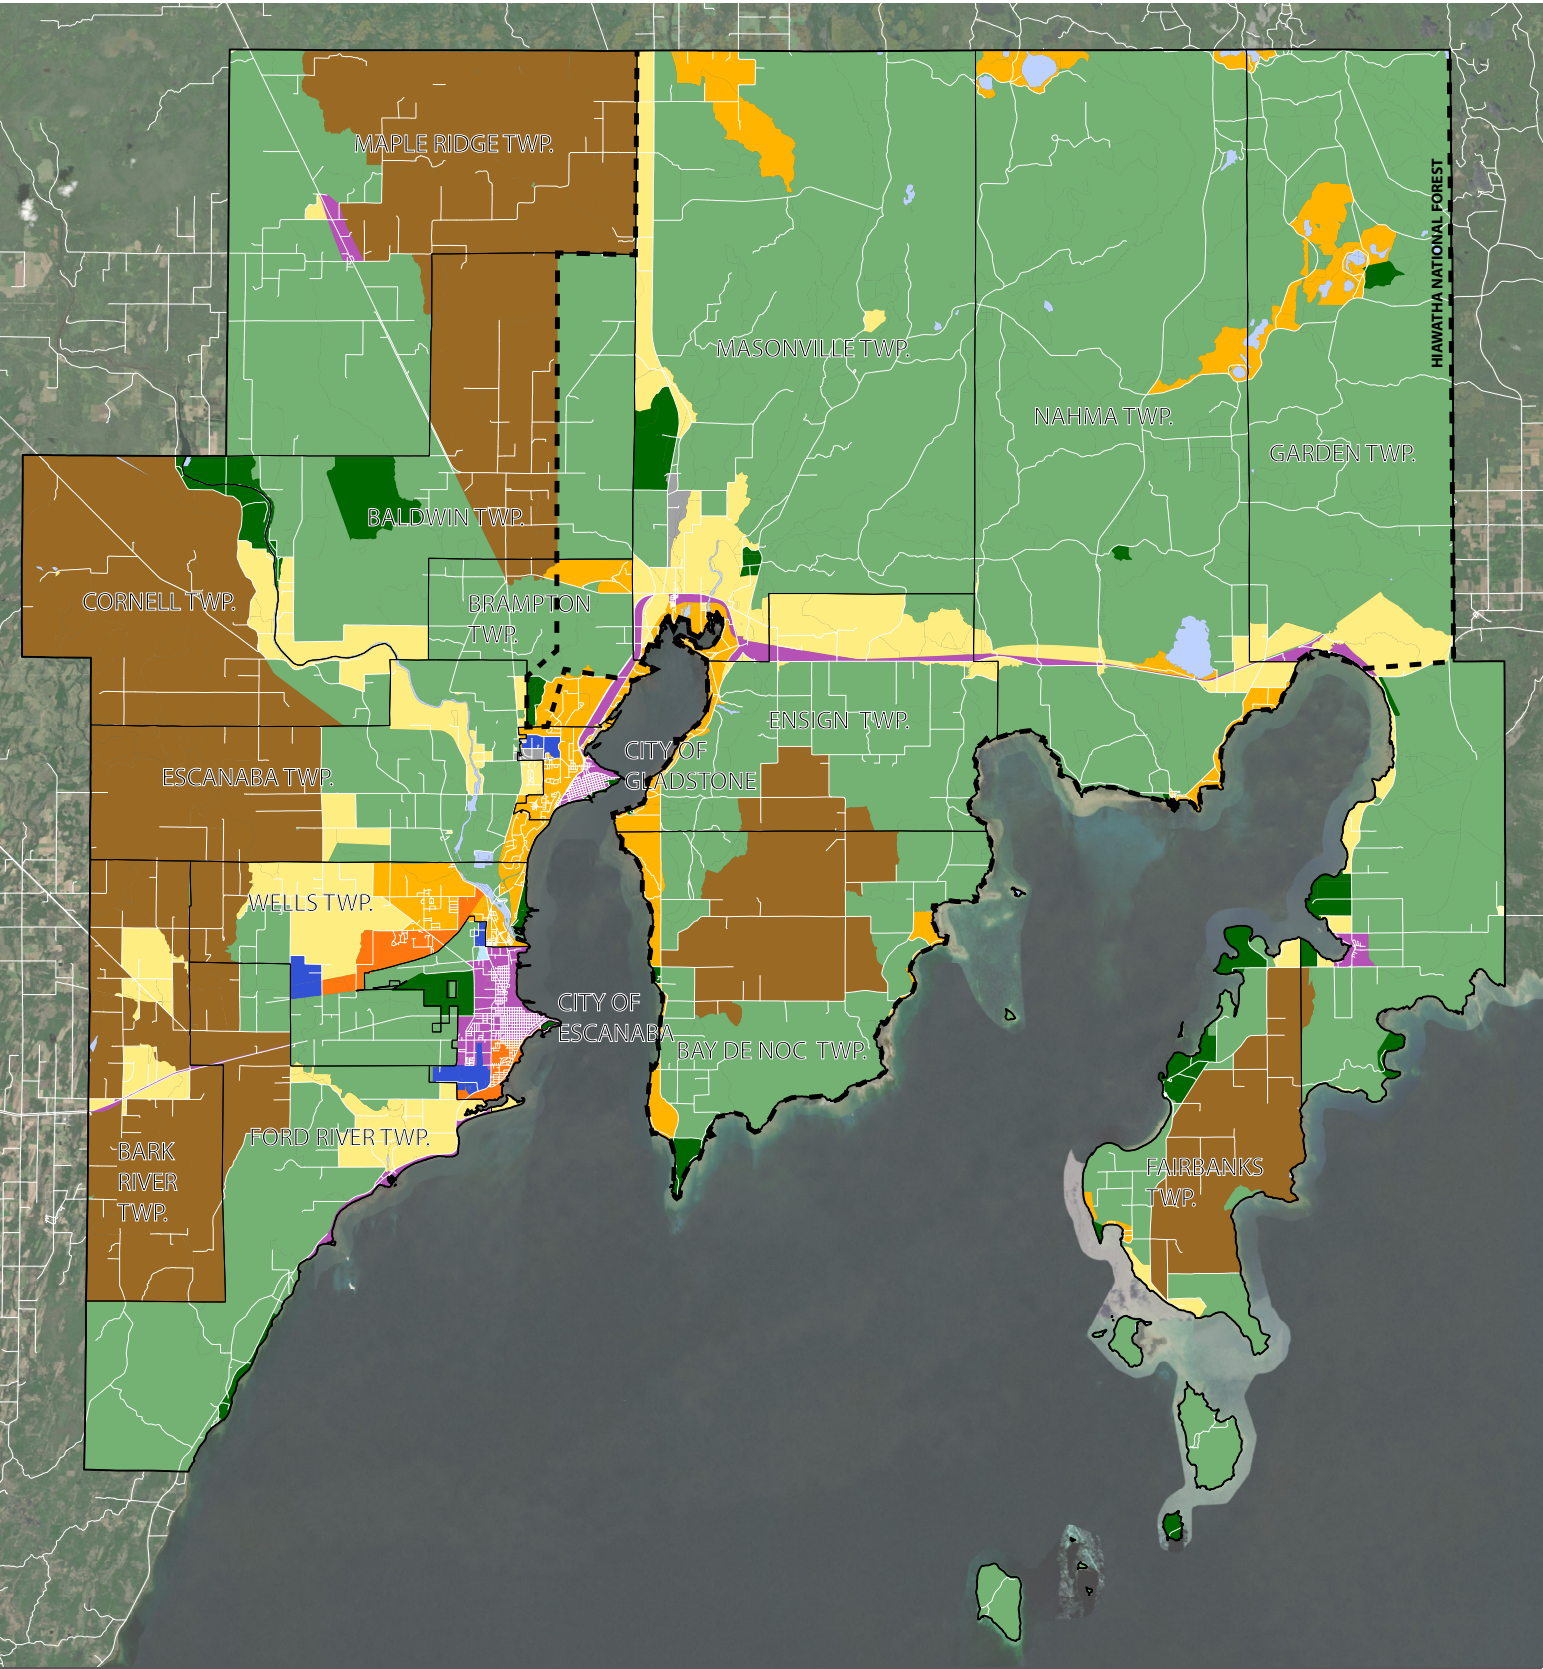 MAPLE RIDGE TWP.
HIAWATHA NATIONAL FOREST
MASONVILLE TWP.
NAHMA TWP.
GARDEN TWP.
BALDWIN TWP.
CORNELL TWP.
BRAMPTON
TWP.
ENSIGN TWP.
CITY OF
GLADSTONE
ESCANABA TWP.
WELLS TWP.
CITY OF
ESCANABA
BAY DE NOC TWP.
FORD RIVER TWP.
BARK
RIVER
TWP.
FAIRBANKS
TWP.